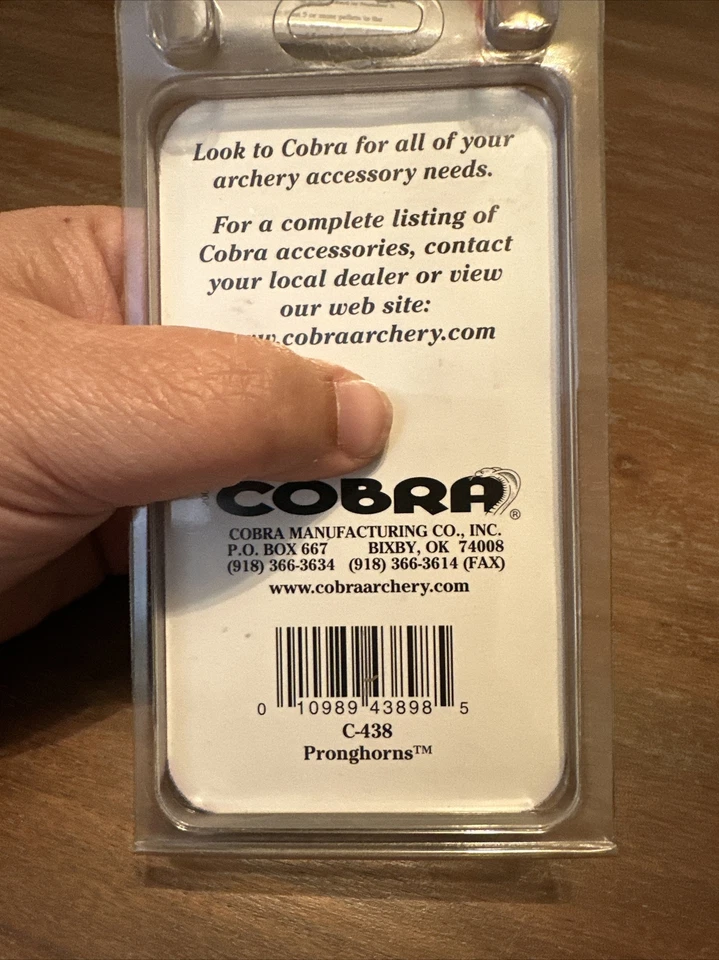 Look to Cobra for all of your
archery accessory needs.
For a complete listing of
Cobra accessories, contact
your local dealer or view
our web site:
w.cobraarchery.com
COBRA®
COBRA MANUFACTURING CO., INC.
P.O. BOX 667 BIXBY, OK 74008
(918) 366-3634 (918) 366-3614 (FAX)
www.cobraarchery.com
0 10989 43898 5
C-438
Pronghorns™